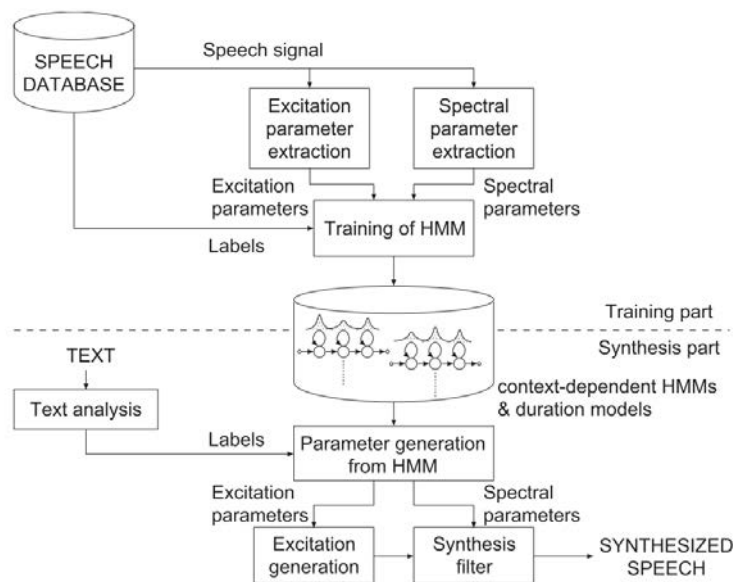 SPEECH
DATABASE
Speech signal
Excitation
parameter
extraction
Spectral
parameter
extraction
Excitation
parameters
Spectral
parameters
Training of HMM
Labels
Training part
Synthesis part
TEXT
context-dependent HMMs
& duration models
Text analysis
Labels
Parameter generation
from HMM
Excitation
parameters
Spectral
parameters
Excitation
generation
Synthesis
filter
SYNTHESIZED
SPEECH